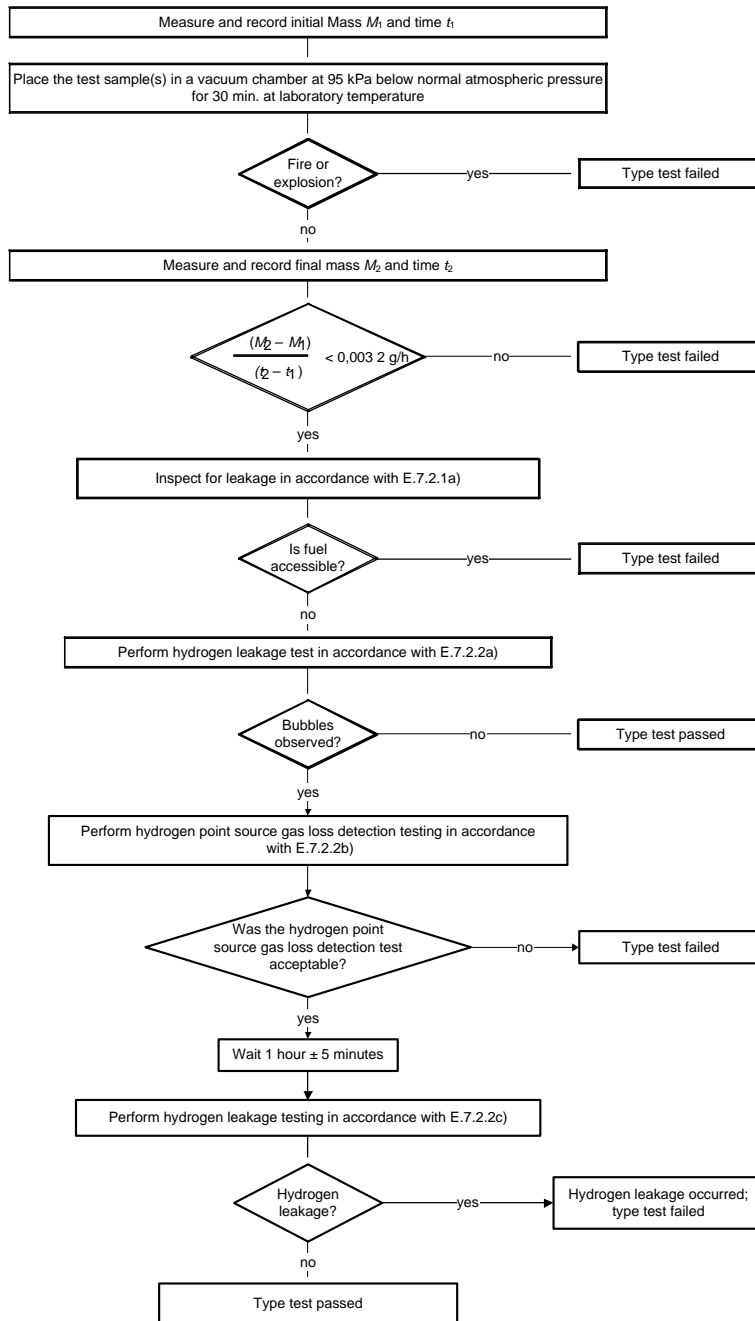 Measure and record initial Mass M₁ and time t₁
Place the test sample(s) in a vacuum chamber at 95 kPa below normal atmospheric pressure
for 30 min. at laboratory temperature
Fire or
explosion?
yes
Type test failed
no
Measure and record final mass M₂ and time t₂
(M₂ – M₁)
(t₂ – t₁)
< 0,003 2 g/h
no
Type test failed
yes
Inspect for leakage in accordance with E.7.2.1a)
Is fuel
accessible?
yes
Type test failed
no
Perform hydrogen leakage test in accordance with E.7.2.2a)
Bubbles
observed?
no
Type test passed
yes
Perform hydrogen point source gas loss detection testing in accordance
with E.7.2.2b)
Was the hydrogen point
source gas loss detection test
acceptable?
no
Type test failed
yes
Wait 1 hour ± 5 minutes
Perform hydrogen leakage testing in accordance with E.7.2.2c)
Hydrogen
leakage?
yes
Hydrogen leakage occurred;
type test failed
no
Type test passed